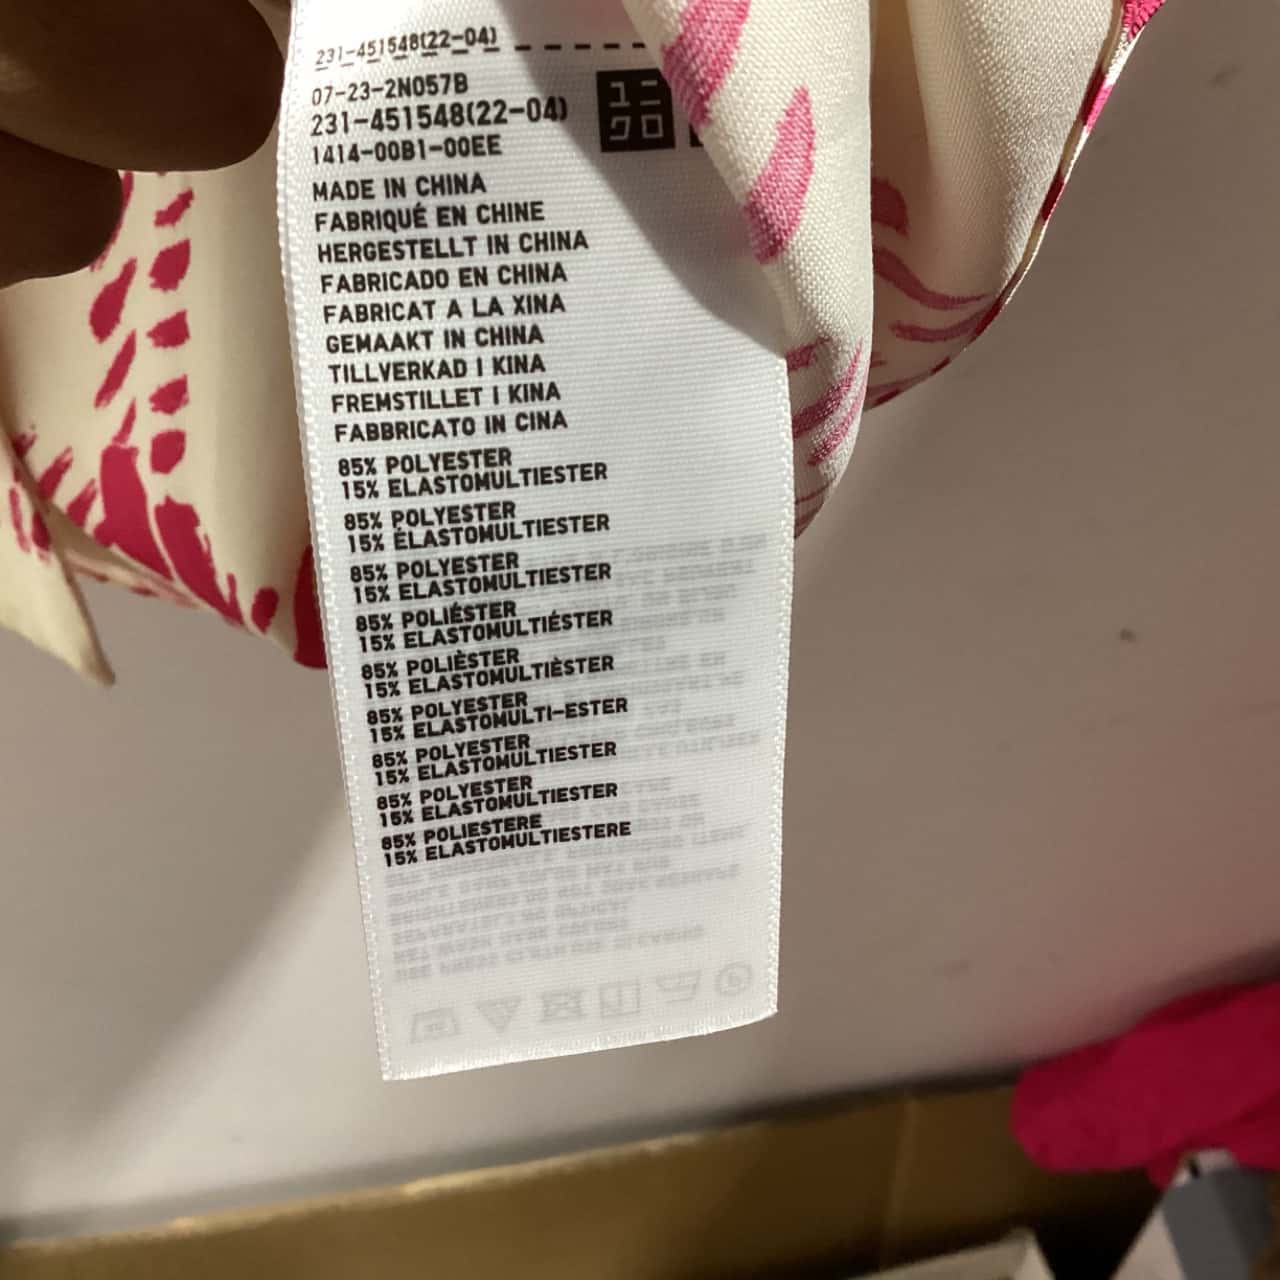 231-451548(22-04)
07-23-2N057B
231-451548(22-04)
1414-00B1-00EE
ユニ
クロ
MADE IN CHINA
FABRIQUÉ EN CHINE
HERGESTELLT IN CHINA
FABRICADO EN CHINA
FABRICAT A LA XINA
GEMAAKT IN CHINA
TILLVERKAD I KINA
FREMSTILLET I KINA
FABBRICATO IN CINA
85% POLYESTER
15% ELASTOMULTIESTER
85% POLYESTER
15% ÉLASTOMULTIESTER
85% POLYESTER
15% ELASTOMULTIESTER
85% POLIÉSTER
15% ELASTOMULTIÉSTER
85% POLIÈSTER
15% ELASTOMULTIÈSTER
85% POLYESTER
15% ELASTOMULTI-ESTER
85% POLYESTER
15% ELASTOMULTIESTER
85% POLYESTER
15% ELASTOMULTIESTER
85% POLIESTERE
15% ELASTOMULTIESTERE